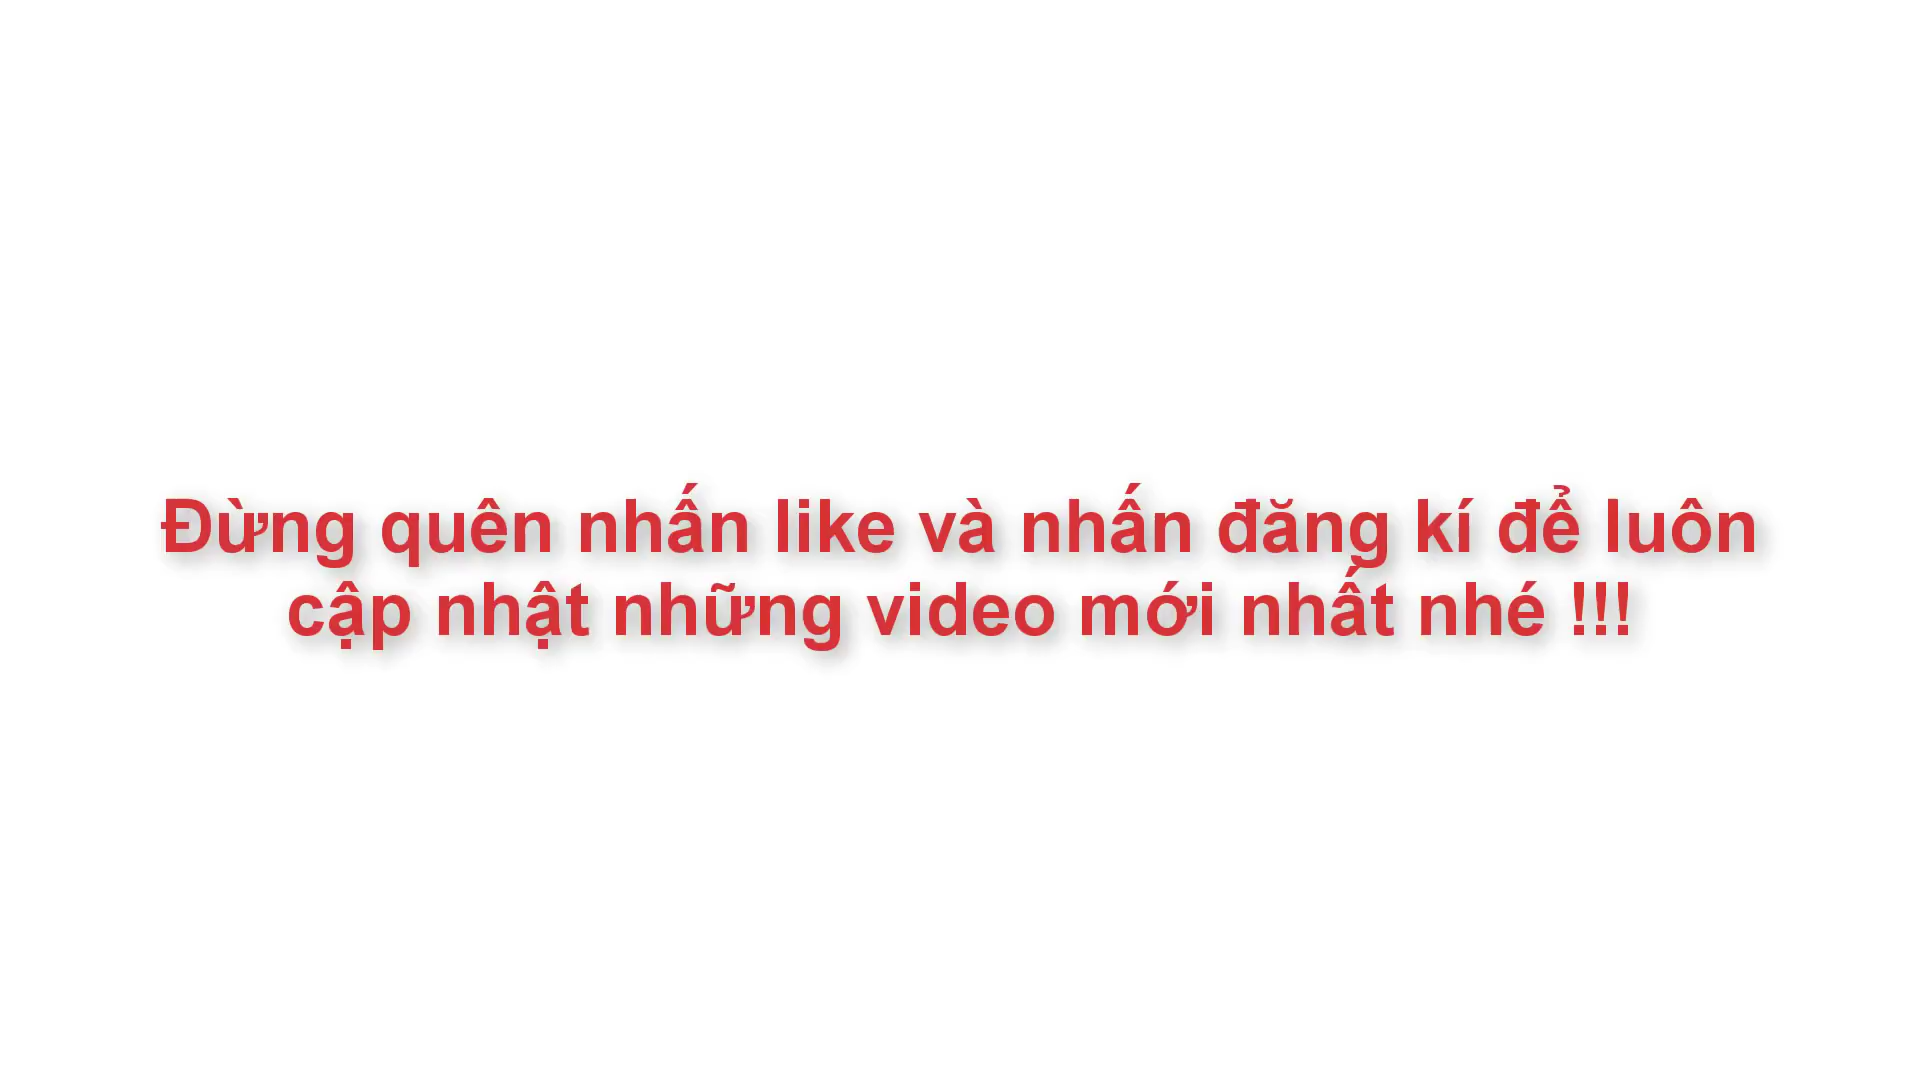 Đừng quên nhấn like và nhấn đăng kí để luôn
cập nhật những video mới nhất nhé !!!